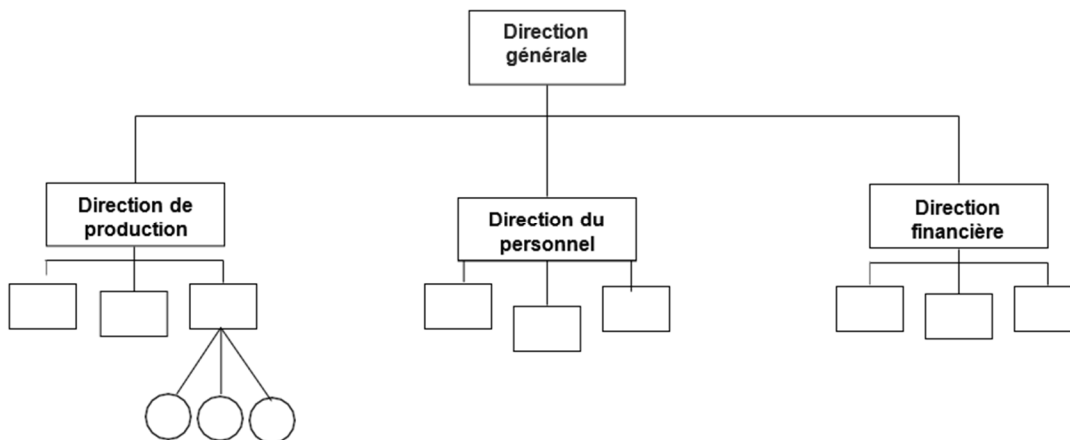 Direction
générale
Direction de
production
Direction du
personnel
Direction
financière